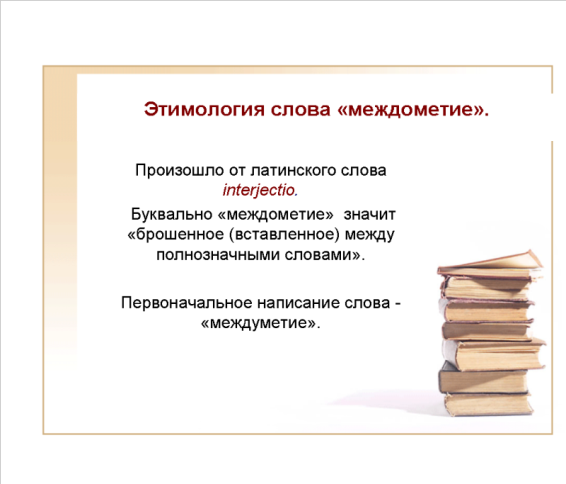 Этимология слова «междометие».
Произошло от латинского слова
interjectio.
Буквально «междометие» значит
«брошенное (вставленное) между
полнозначными словами».
Первоначальное написание слова -
«междуметие».